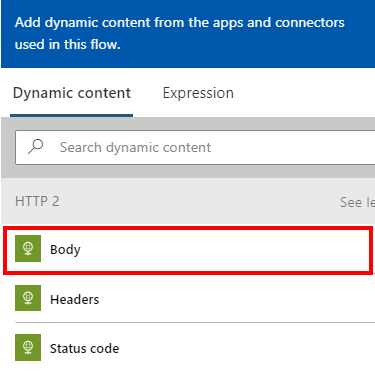 Add dynamic content from the apps and connectors
used in this flow.
Dynamic content Expression
Search dynamic content
HTTP 2 See le
Body
Headers
Status code